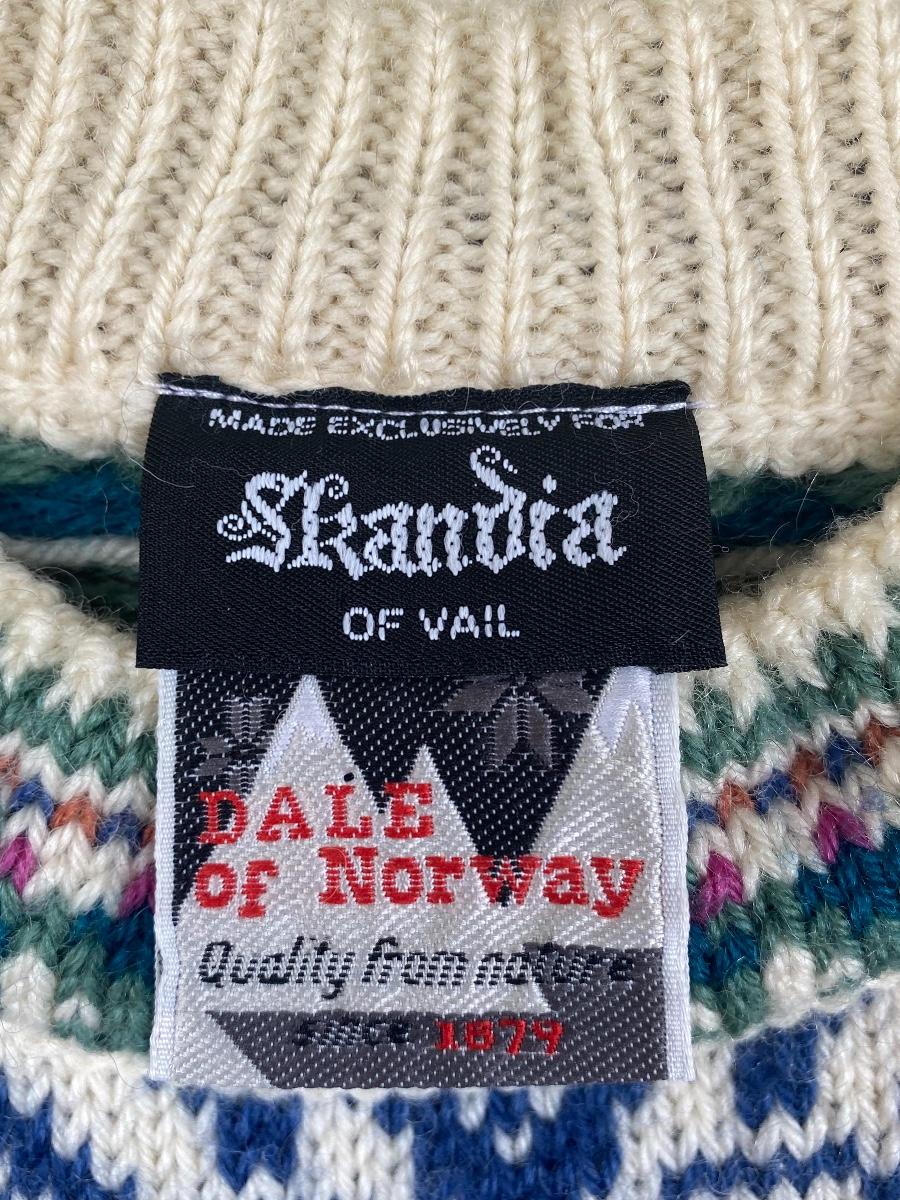 MADE EXCLUSIVELY FOR
Skandia
OF VAIL
DALE
of Norway
Quality from nature
SINCE 1879